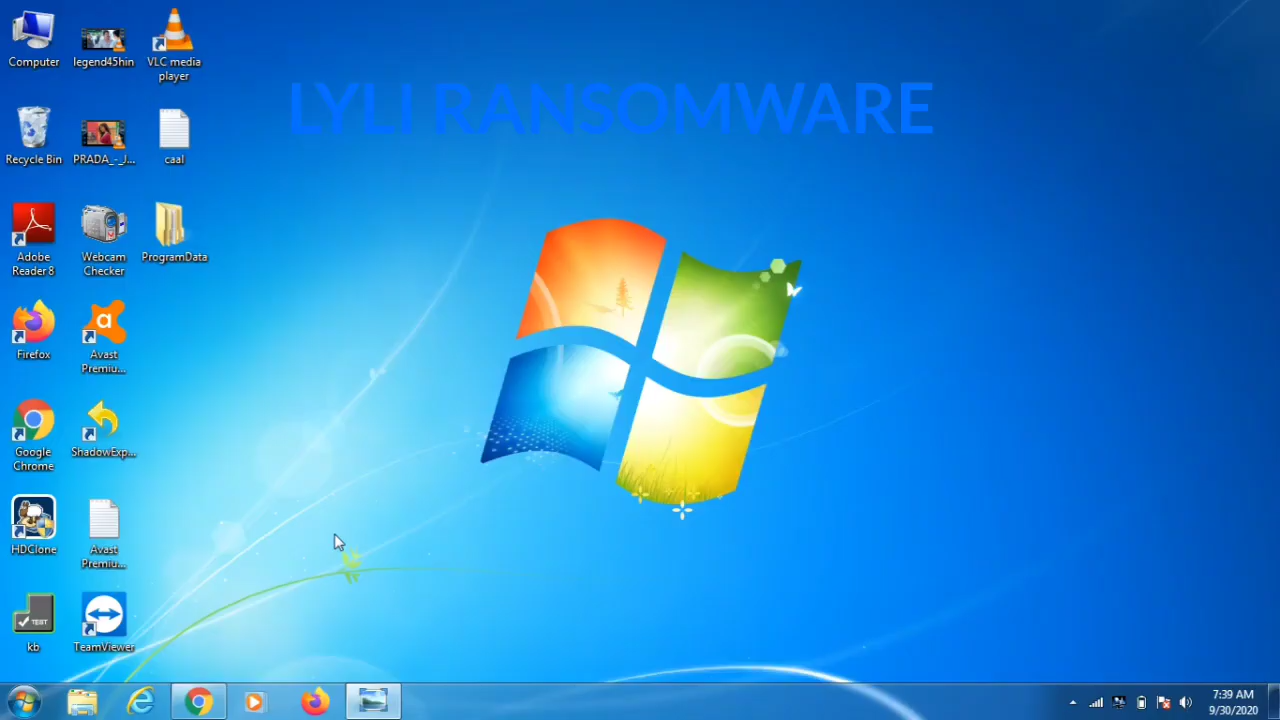 LYLI RANSOMWARE
Computer
legend45hin
VLC media
player
Recycle Bin
PRADA_-_J...
caal
Adobe
Reader 8
Webcam
Checker
ProgramData
Firefox
Avast
Premiu...
Google
Chrome
ShadowExp...
HDClone
Avast
Premiu...
TEST
kb
TeamViewer
7:39 AM
9/30/2020